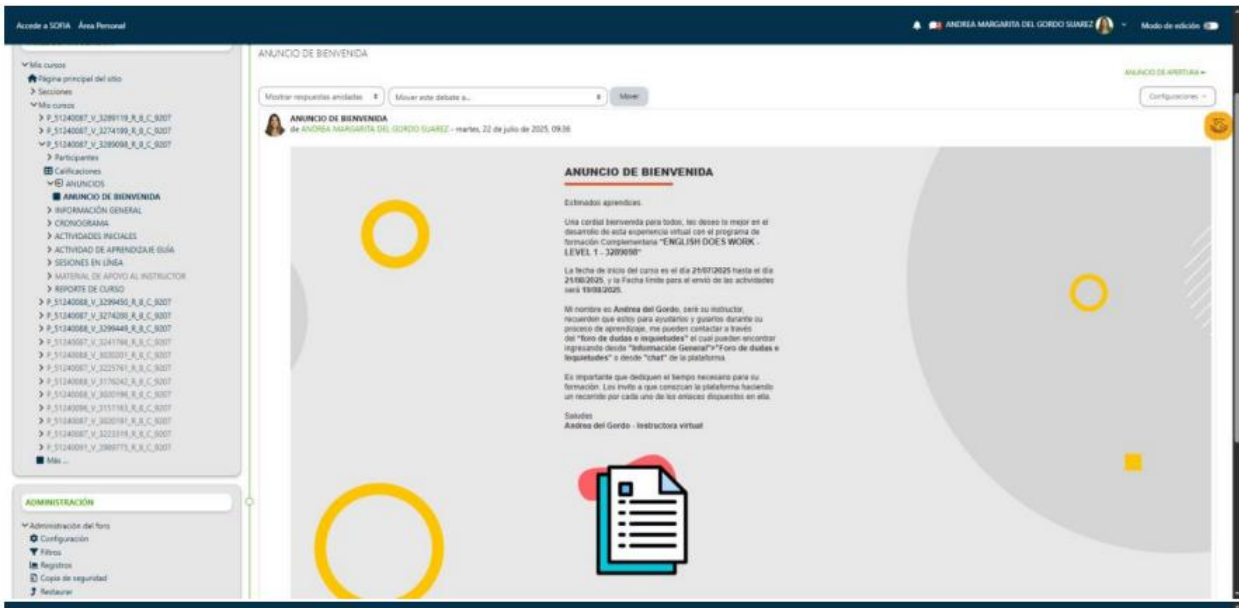 Accede a SOFIA Área Personal
ANDREA MARGARITA DEL GORDO SUAREZ
Modo de edición
Mis cursos
Página principal del sitio
Secciones
Mis cursos
P_51240087_V_3289119_R_8_C_9207
P_51240087_V_3274199_R_8_C_9207
P_51240087_V_3289098_R_8_C_9207
Participantes
Calificaciones
ANUNCIOS
ANUNCIO DE BIENVENIDA
INFORMACIÓN GENERAL
CRONOGRAMA
ACTIVIDADES INICIALES
ACTIVIDAD DE APRENDIZAJE GUÍA
SESIONES EN LÍNEA
MATERIAL DE APOYO AL INSTRUCTOR
REPORTE DE CURSO
P_51240088_V_3299450_R_8_C_9207
P_51240087_V_3274200_R_8_C_9207
P_51240088_V_3299449_R_8_C_9207
Más ...
ADMINISTRACIÓN
Administración del foro
Configuración
Filtros
Registros
Copia de seguridad
Restaurar
ANUNCIO DE BIENVENIDA
ANUNCIO DE APERTURA
Mostrar respuestas anidadas
Mover este debate a...
Mover
Configuraciones
ANUNCIO DE BIENVENIDA
de ANDREA MARGARITA DEL GORDO SUAREZ - martes, 22 de julio de 2025, 09:36
ANUNCIO DE BIENVENIDA
Estimados aprendices.
Una cordial bienvenida para todos, les deseo lo mejor en el
desarrollo de esta experiencia virtual con el programa de
formación Complementaria "ENGLISH DOES WORK -
LEVEL 1 - 3289098"
La fecha de inicio del curso es el día 21/07/2025 hasta el día
21/08/2025, y la Fecha límite para el envío de las actividades
será
Mi nombre es Andrea del Gordo, seré su instructor,
recuerden que estoy para ayudarlos y guiarlos durante su
proceso de aprendizaje, me pueden contactar a través
del "foro de dudas e inquietudes" el cual pueden encontrar
ingresando desde "Información General">"Foro de dudas e
Inquietudes" o desde "chat" de la plataforma.
Es importante que dediquen el tiempo necesario para su
formación. Los invito a que conozcan la plataforma haciendo
un recorrido por cada uno de los enlaces dispuestos en ella.
Saludos
Andrea del Gordo - Instructora virtual